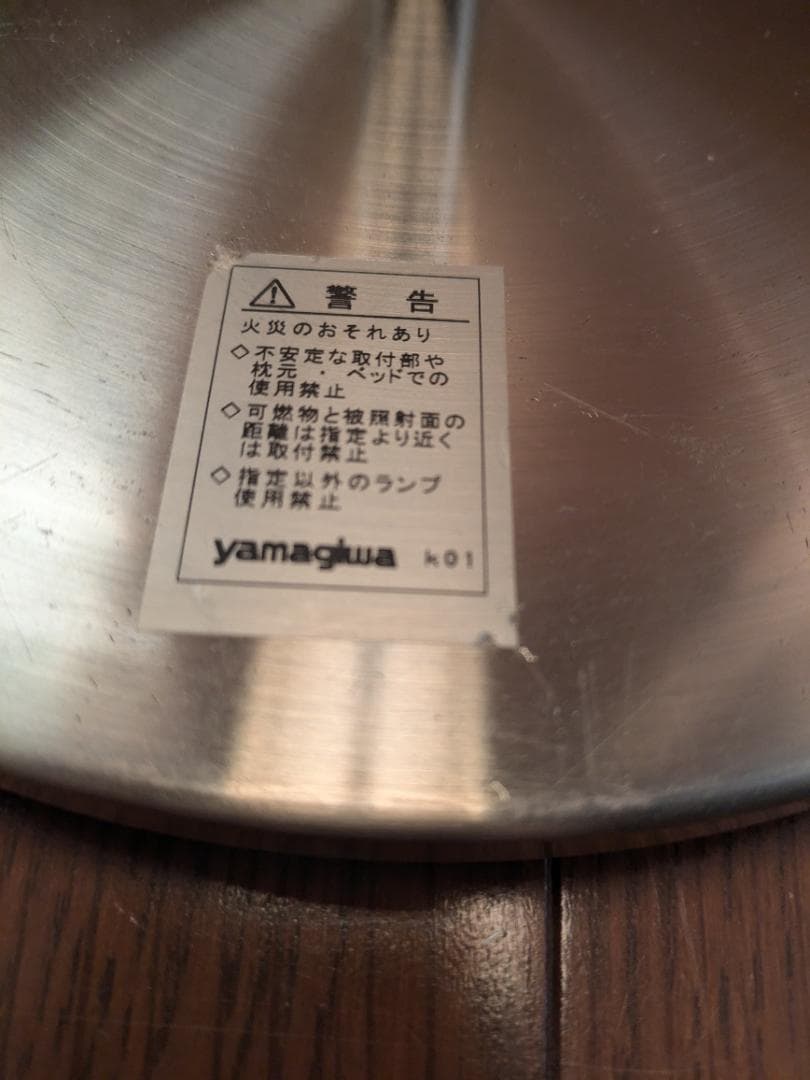 ⚠ 警告
火災のおそれあり
◇不安定な取付部や
枕元・ベッドでの
使用禁止
◇可燃物と被照射面の
距離は指定より近く
は取付禁止
◇指定以外のランプ
使用禁止
yamagiwa k01